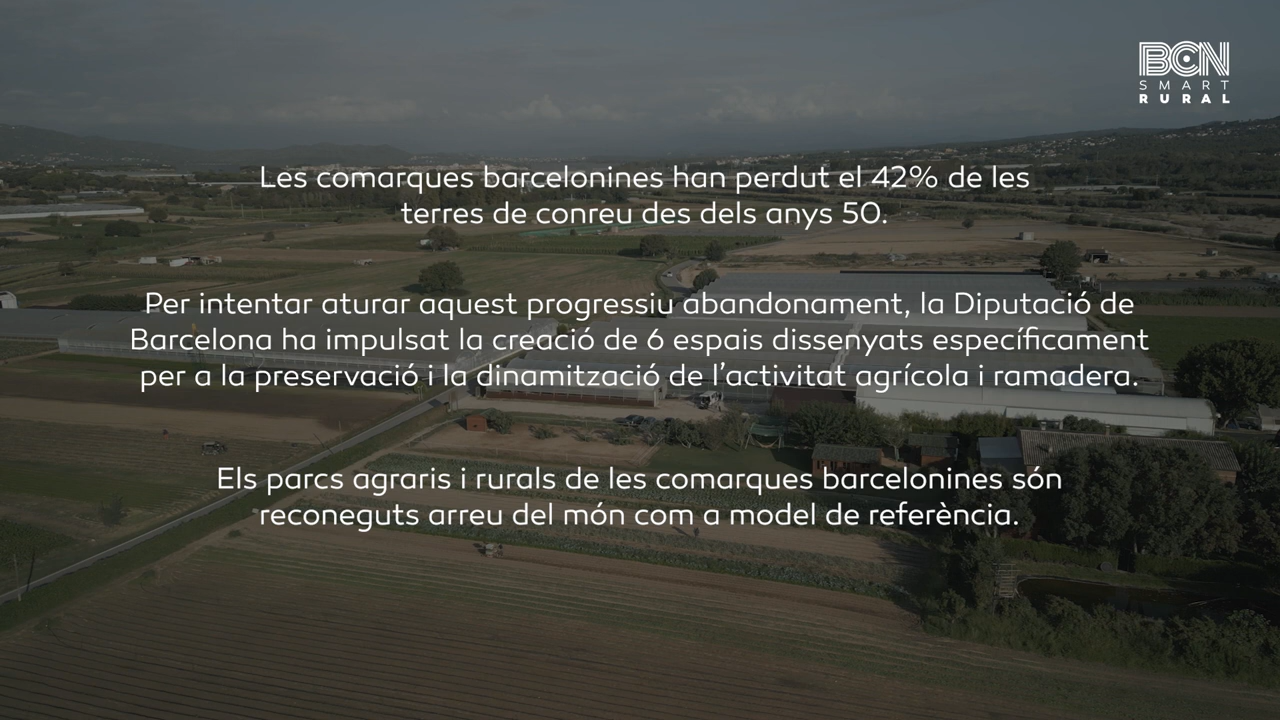 BCN
SMART
RURAL
Les comarques barcelonines han perdut el 42% de les
terres de conreu des dels anys 50.
Per intentar aturar aquest progressiu abandonament, la Diputació de
Barcelona ha impulsat la creació de 6 espais dissenyats específicament
per a la preservació i la dinamització de l’activitat agrícola i ramadera.
Els parcs agraris i rurals de les comarques barcelonines són
reconeguts arreu del món com a model de referència.